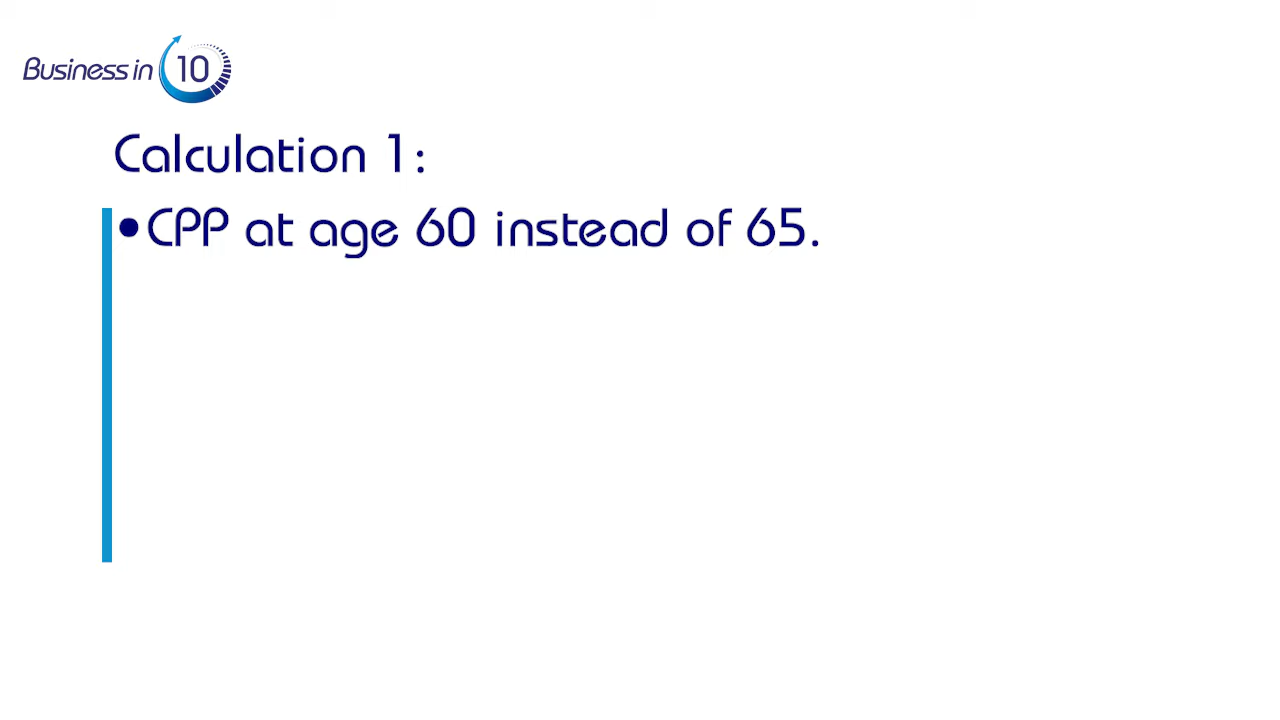 Business in 10
Calculation 1:
•CPP at age 60 instead of 65.